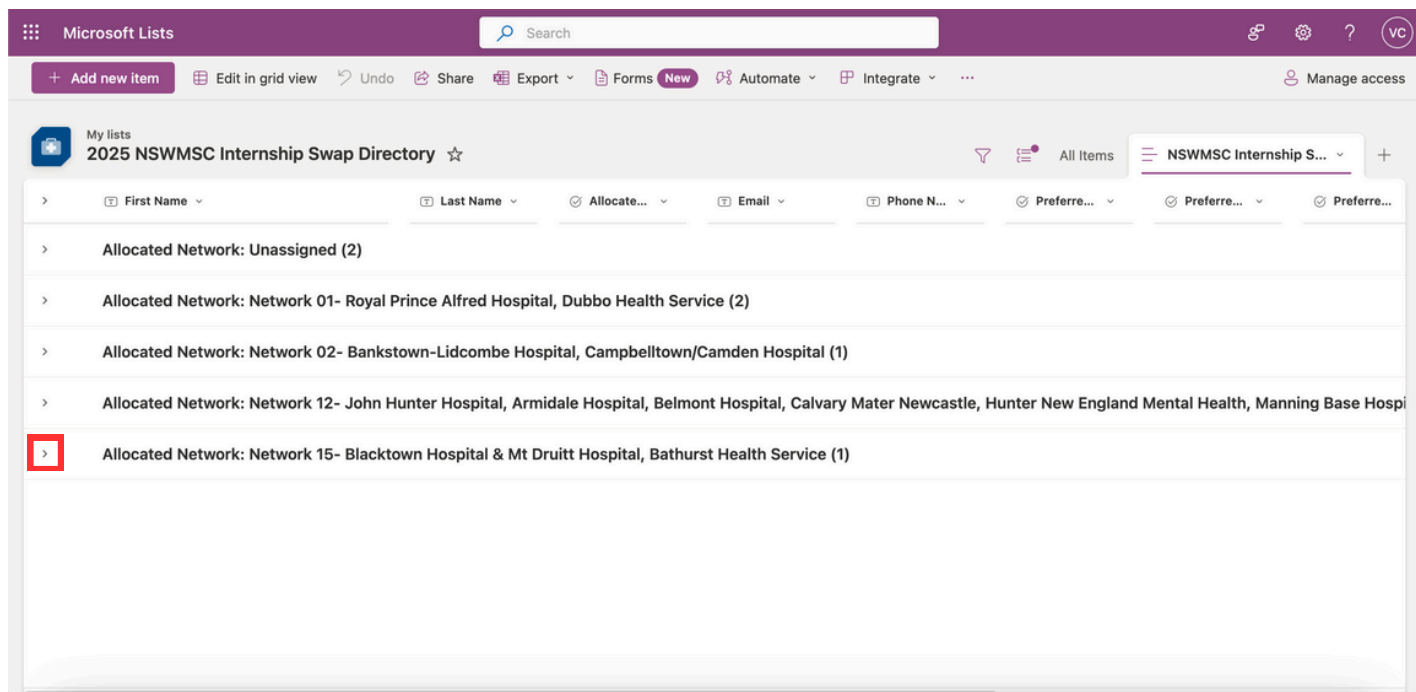 Microsoft Lists
Search
VC
+ Add new item
Edit in grid view
Undo
Share
Export
Forms New
Automate
Integrate
...
Manage access
My lists
2025 NSWMSC Internship Swap Directory
All Items
NSWMSC Internship S...
First Name
Last Name
Allocate...
Email
Phone N...
Preferre...
Preferre...
Preferre...
Allocated Network: Unassigned (2)
Allocated Network: Network 01- Royal Prince Alfred Hospital, Dubbo Health Service (2)
Allocated Network: Network 02- Bankstown-Lidcombe Hospital, Campbelltown/Camden Hospital (1)
Allocated Network: Network 12- John Hunter Hospital, Armidale Hospital, Belmont Hospital, Calvary Mater Newcastle, Hunter New England Mental Health, Manning Base Hospi
Allocated Network: Network 15- Blacktown Hospital & Mt Druitt Hospital, Bathurst Health Service (1)